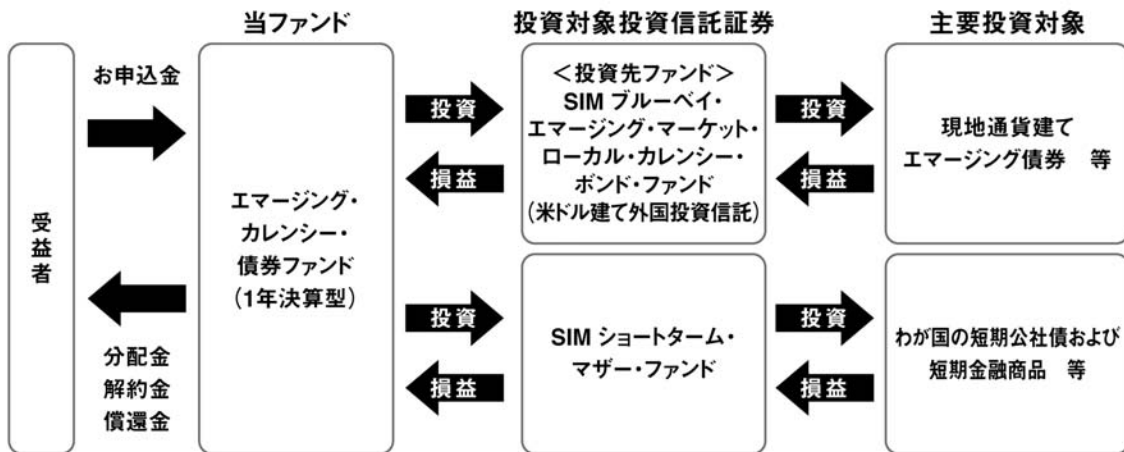 当ファンド
投資対象投資信託証券
主要投資対象
受益者
お申込金
分配金
解約金
償還金
エマージング・
カレンシー・
債券ファンド
(1年決算型)
投資
損益
＜投資先ファンド＞
SIM ブルーベイ・
エマージング・マーケット・
ローカル・カレンシー・
ボンド・ファンド
(米ドル建て外国投資信託)
投資
損益
現地通貨建て
エマージング債券　等
投資
損益
SIM ショートターム・
マザー・ファンド
投資
損益
わが国の短期公社債および
短期金融商品　等